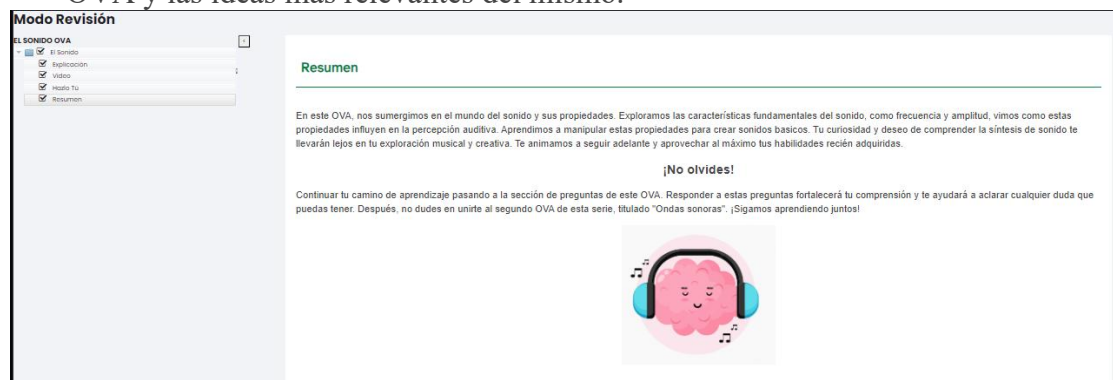 OVA y las ideas más relevantes del mismo.
Modo Revisión
EL SONIDO OVA
El Sonido
Explicación
Video
Hazlo Tú
Resumen
Resumen
En este OVA, nos sumergimos en el mundo del sonido y sus propiedades. Exploramos las características fundamentales del sonido, como frecuencia y amplitud, vimos como estas
propiedades influyen en la percepción auditiva. Aprendimos a manipular estas propiedades para crear sonidos basicos. Tu curiosidad y deseo de comprender la síntesis de sonido te
llevarán lejos en tu exploración musical y creativa. Te animamos a seguir adelante y aprovechar al máximo tus habilidades recién adquiridas.
¡No olvides!
Continuar tu camino de aprendizaje pasando a la sección de preguntas de este OVA. Responder a estas preguntas fortalecerá tu comprensión y te ayudará a aclarar cualquier duda que
puedas tener. Después, no dudes en unirte al segundo OVA de esta serie, titulado "Ondas sonoras". ¡Sigamos aprendiendo juntos!